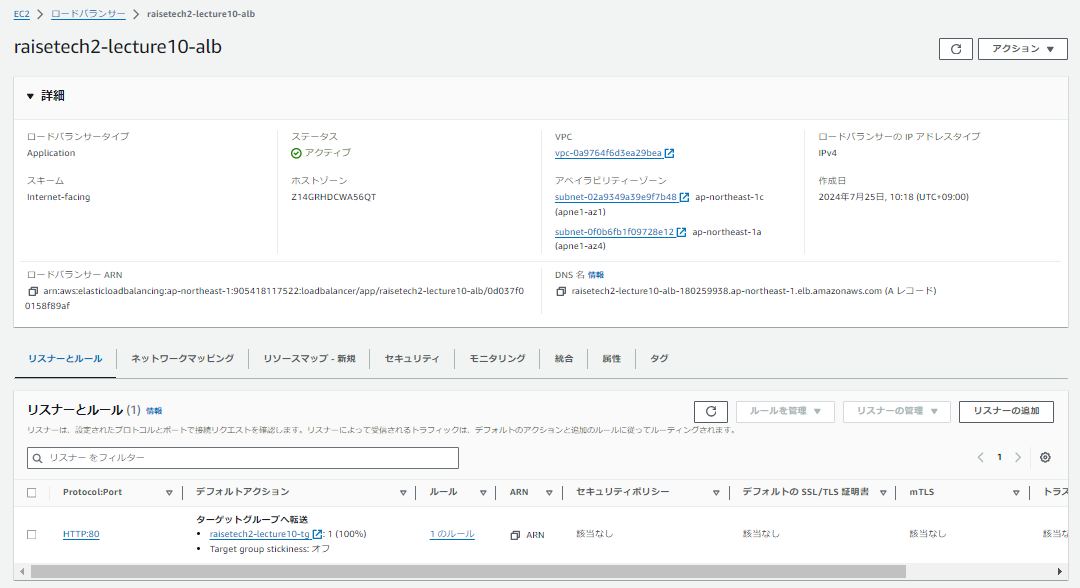 EC2 > ロードバランサー > raisetech2-lecture10-alb
raisetech2-lecture10-alb
アクション ▼
▼ 詳細
ロードバランサータイプ
Application
ステータス
アクティブ
VPC
vpc-0a9764f6d3ea29bea
ロードバランサーの IP アドレスタイプ
IPv4
スキーム
Internet-facing
ホストゾーン
Z14GRHDCWA56QT
アベイラビリティーゾーン
subnet-02a9349a39e9f7b48 ap-northeast-1c
(apne1-az1)
subnet-0f0b6fb1f09728e12 ap-northeast-1a
(apne1-az4)
作成日
2024年7月25日, 10:18 (UTC+09:00)
ロードバランサー ARN
arn:aws:elasticloadbalancing:ap-northeast-1:905418117522:loadbalancer/app/raisetech2-lecture10-alb/0d037f0
0158f89af
DNS 名 情報
raisetech2-lecture10-alb-180259938.ap-northeast-1.elb.amazonaws.com (A レコード)
リスナーとルール ネットワークマッピング リソースマップ - 新規 セキュリティ モニタリング 統合 属性 タグ
リスナーとルール (1) 情報
ルールを管理 ▼ リスナーの管理 ▼ リスナーの追加
リスナーは、設定されたプロトコルとポートで接続リクエストを確認します。リスナーによって受信されるトラフィックは、デフォルトのアクションと追加のルールに従ってルーティングされます。
リスナー をフィルター
1
Protocol:Port デフォルトアクション ルール ARN セキュリティポリシー デフォルトの SSL/TLS 証明書 mTLS トラス
HTTP:80
ターゲットグループへ転送
• raisetech2-lecture10-tg : 1 (100%)
• Target group stickiness: オフ
1 のルール ARN 該当なし 該当なし 該当なし 該当な